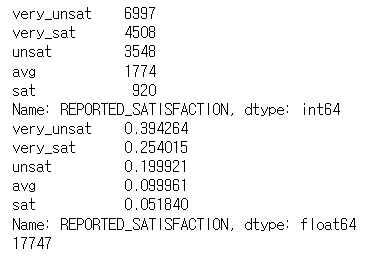 very_unsat    6997
very_sat      4508
unsat         3548
avg           1774
sat            920
Name: REPORTED_SATISFACTION, dtype: int64
very_unsat    0.394264
very_sat      0.254015
unsat         0.199921
avg           0.099961
sat           0.051840
Name: REPORTED_SATISFACTION, dtype: float64
17747